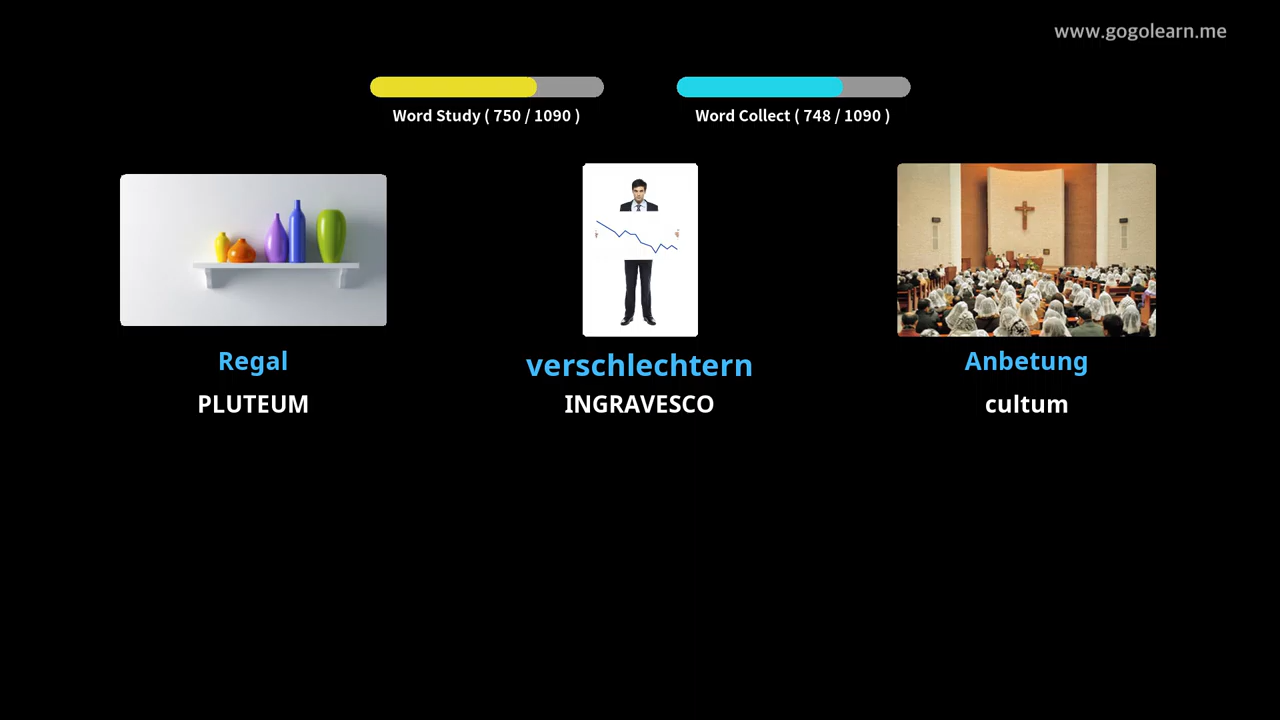 www.gogolearn.me
Word Study ( 750 / 1090 )
Word Collect ( 748 / 1090 )
Regal
verschlechtern
Anbetung
PLUTEUM
INGRAVESCO
cultum